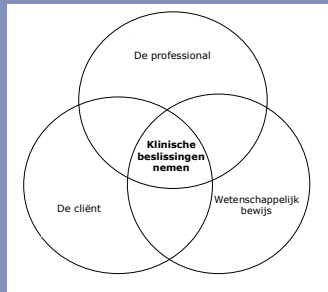 De professional
Klinische
beslissingen
nemen
De cliënt
Wetenschappelijk
bewijs